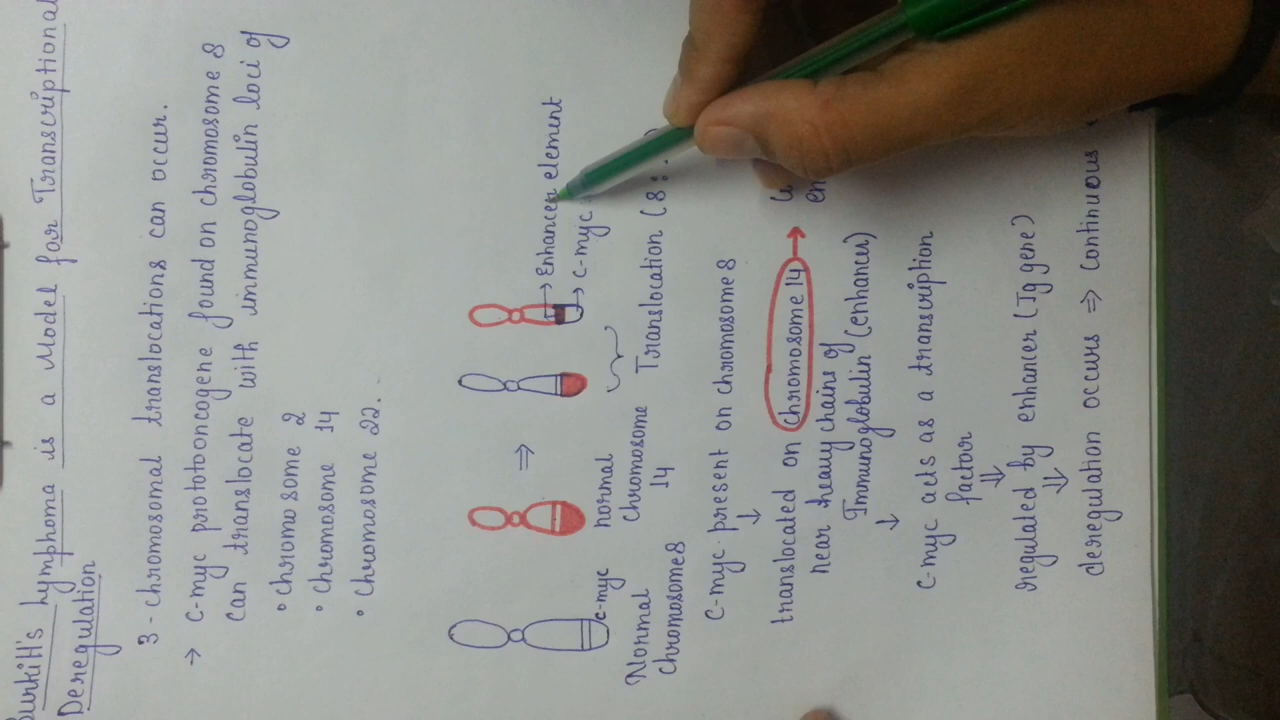 Burkitt's lymphoma is a Model for Transcriptional
Deregulation
3-chromosomal translocations can occur.
→ c-myc protooncogene found on chromosome 8
can translocate with immunoglobulin loci of
• chromosome 2
• chromosome 14
• chromosome 22.
⇒
→ Enhancer element
→ c-myc
c-myc
Normal
chromosome 8
normal
chromosome
14
Translocation (8:
c-myc present on chromosome 8
↓
translocated on chromosome 14 →
near heavy chains of
Immunoglobulin (enhancer)
↓
c-myc acts as a transcription
factor
⇓
regulated by enhancer (Ig gene)
⇓
deregulation occurs ⇒ continuous